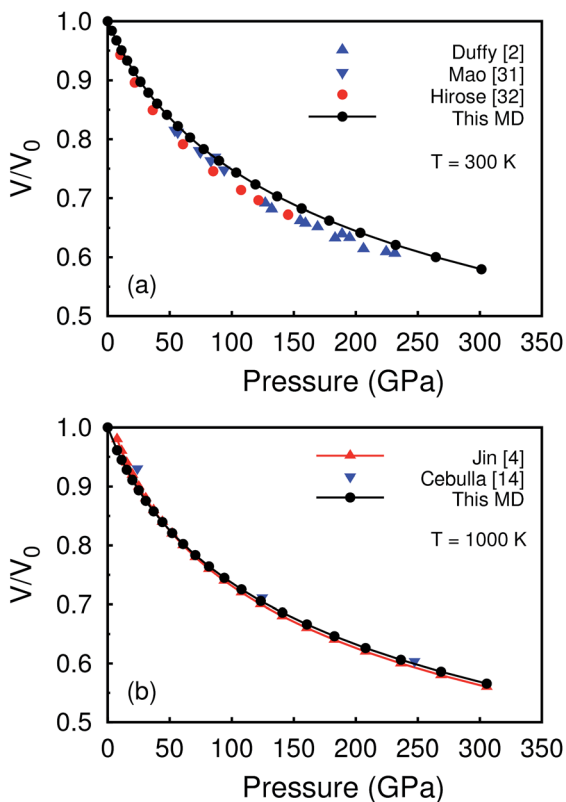 1.0
0.9
0.8
0.7
0.6
0.5
V/V0
Duffy [2]
Mao [31]
Hirose [32]
This MD
T = 300 K
(a)
0 50 100 150 200 250 300 350
Pressure (GPa)
1.0
0.9
0.8
0.7
0.6
0.5
V/V0
Jin [4]
Cebulla [14]
This MD
T = 1000 K
(b)
0 50 100 150 200 250 300 350
Pressure (GPa)